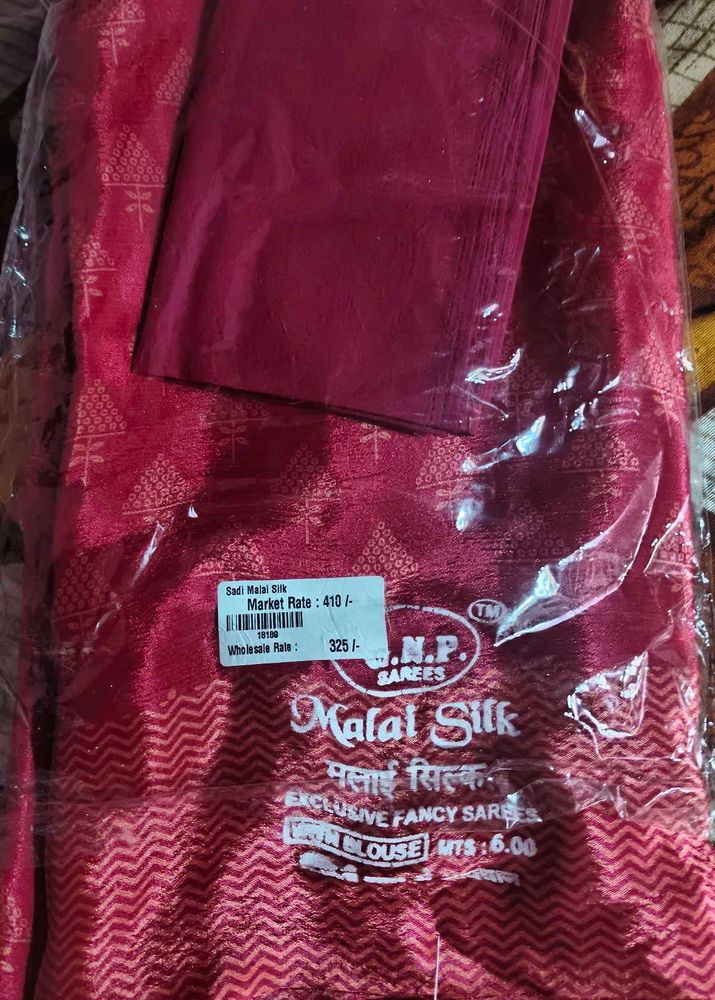 Sadi Malai Silk
Market Rate : 410 /-
18189
Wholesale Rate : 325 /-
TM
.N.P.
SAREES
Malai Silk
मलाई सिल्क
EXCLUSIVE FANCY SAREES
WITH BLOUSE MTS : 6.00